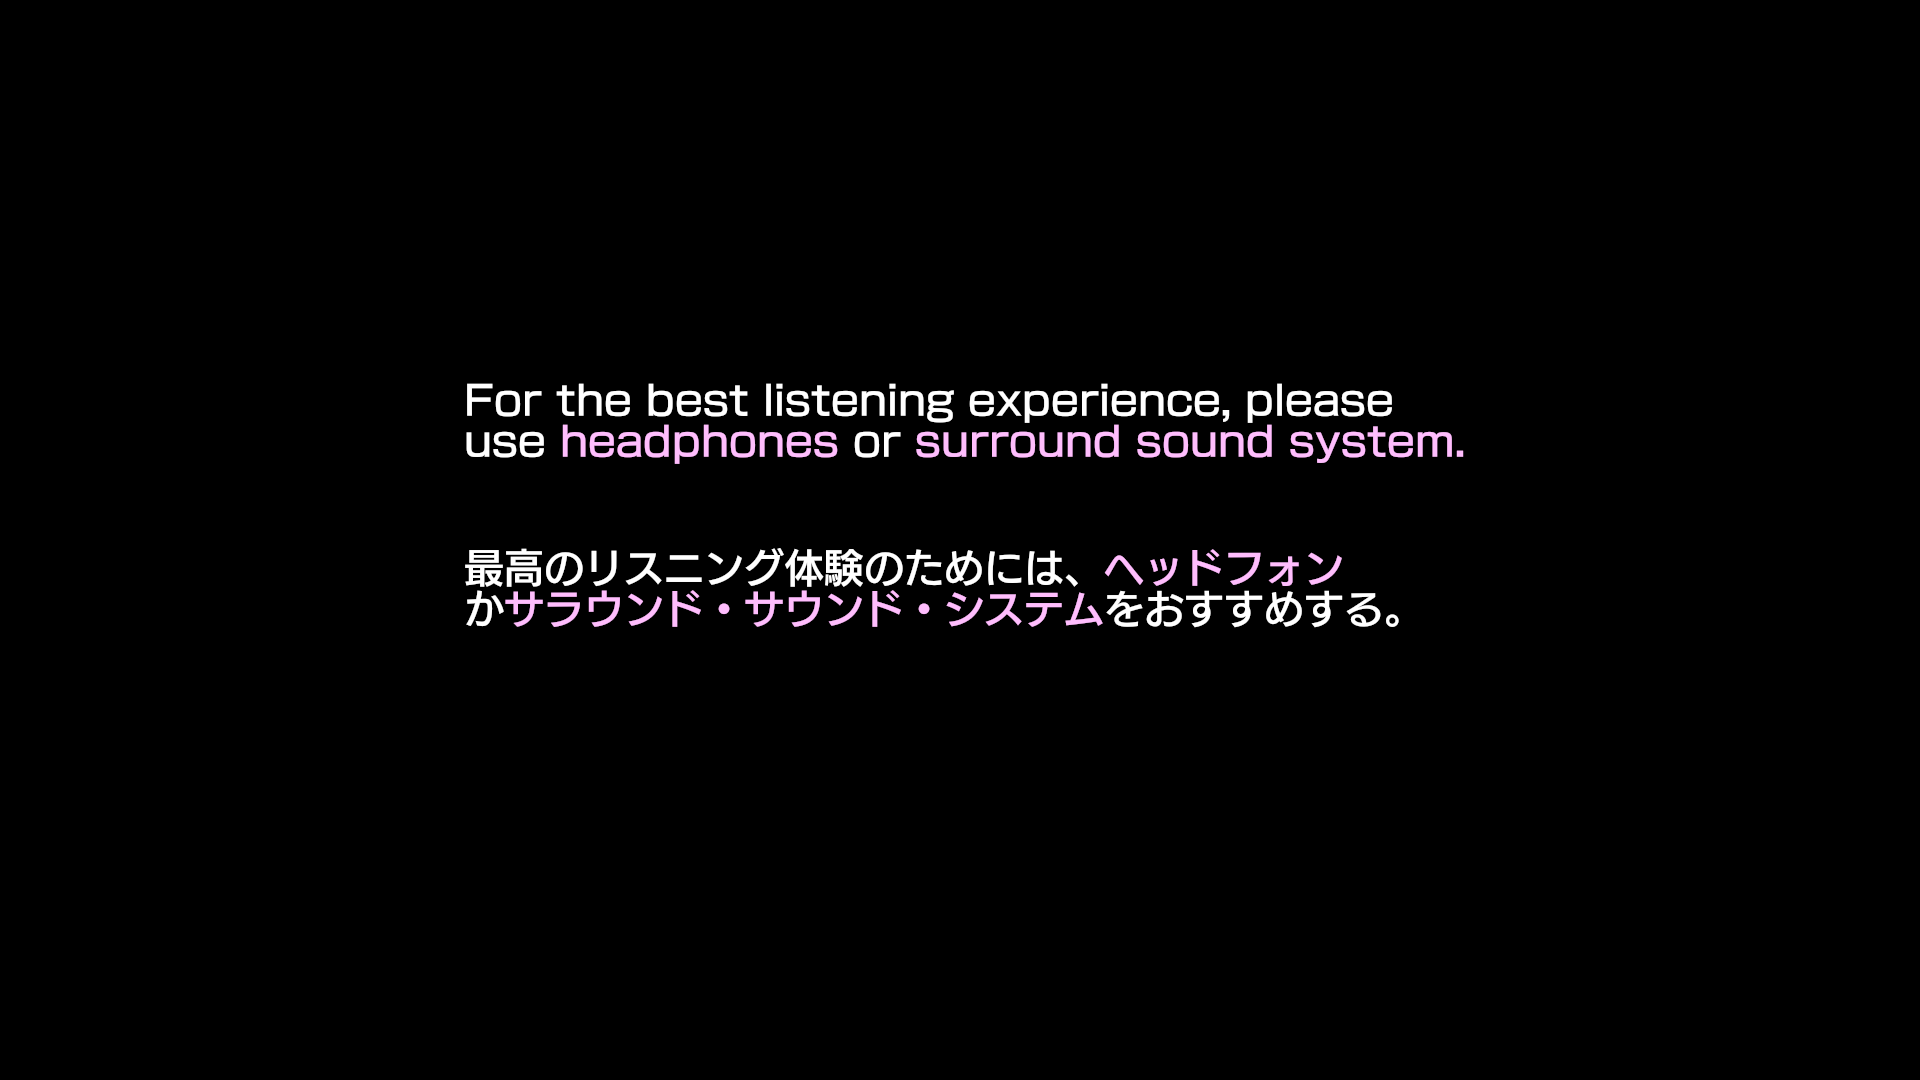 For the best listening experience, please
use headphones or surround sound system.
最高のリスニング体験のためには、ヘッドフォン
かサラウンド・サウンド・システムをおすすめする。